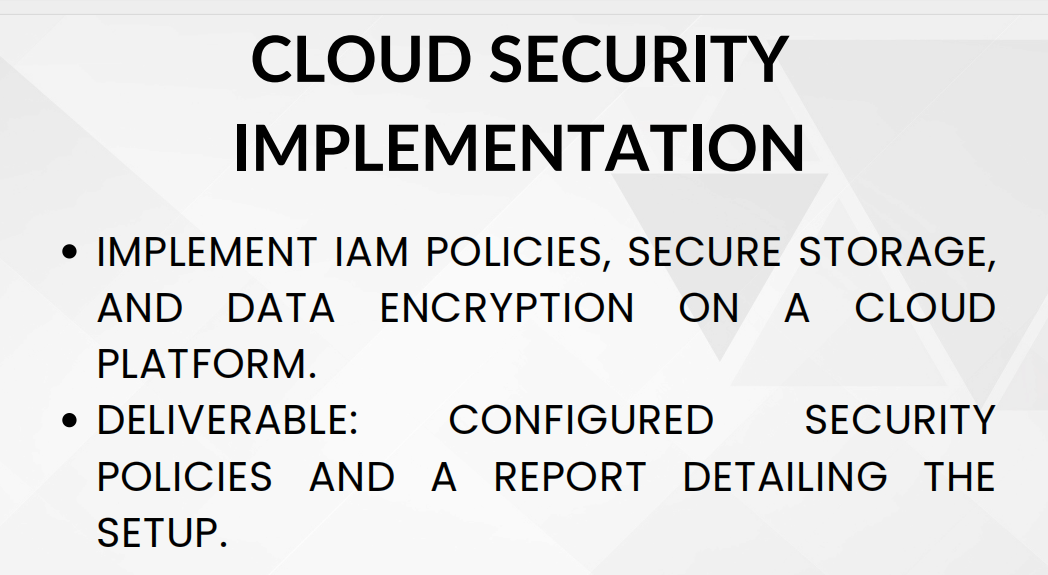 CLOUD SECURITY
IMPLEMENTATION
• IMPLEMENT IAM POLICIES, SECURE STORAGE,
AND DATA ENCRYPTION ON A CLOUD
PLATFORM.
• DELIVERABLE: CONFIGURED SECURITY
POLICIES AND A REPORT DETAILING THE
SETUP.